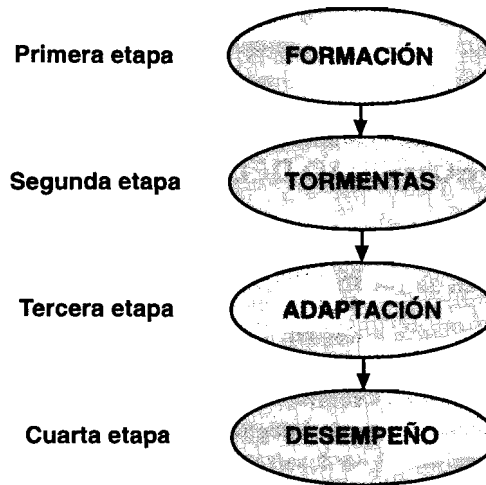 Primera etapa FORMACIÓN
Segunda etapa TORMENTAS
Tercera etapa ADAPTACIÓN
Cuarta etapa DESEMPEÑO